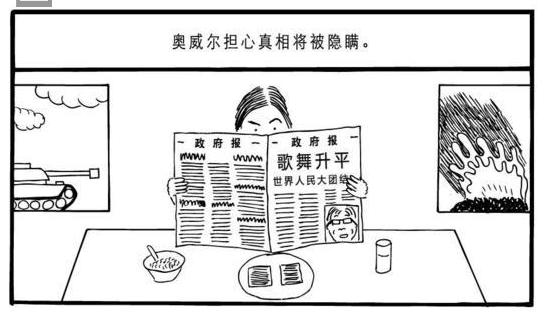 奥威尔担心真相将被隐瞒。
政府报
政府报
歌舞升平
世界人民大团结